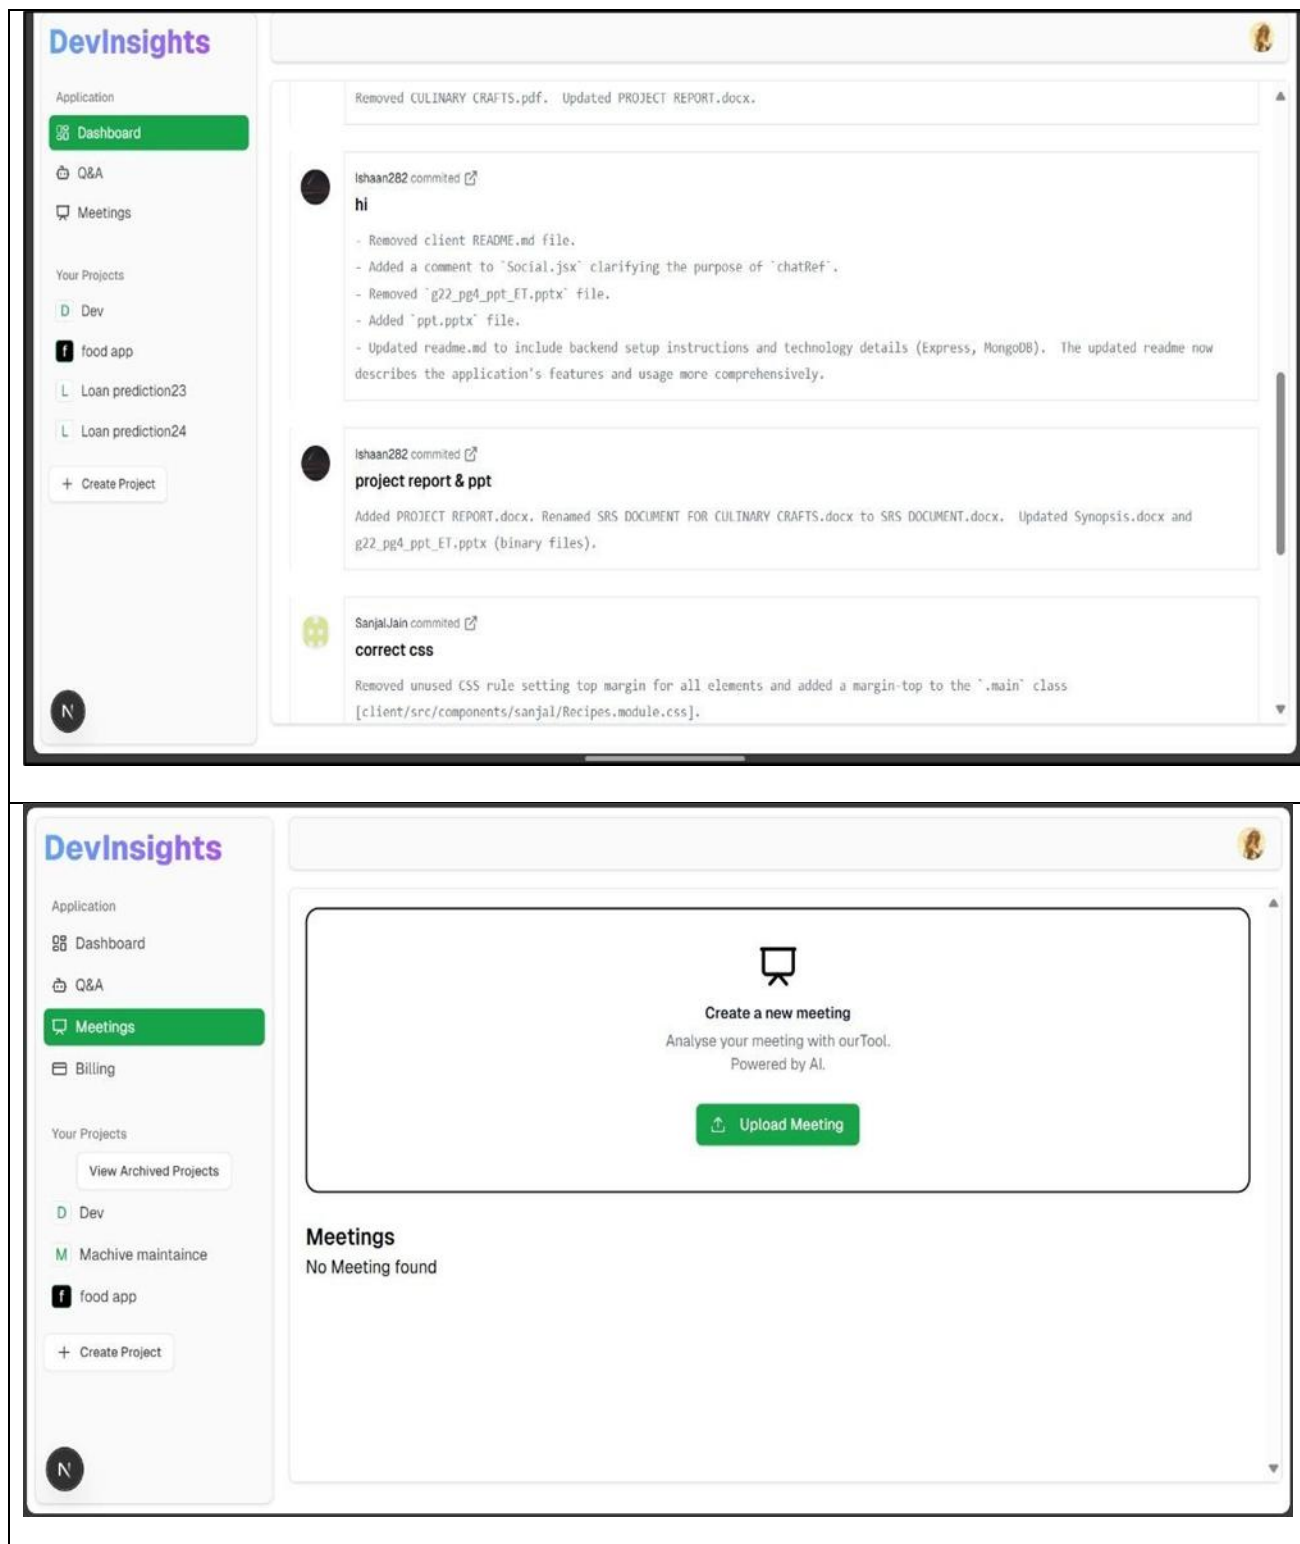 DevInsights
Application
Dashboard
Q&A
Meetings
Your Projects
D Dev
f food app
L Loan prediction23
L Loan prediction24
+ Create Project
N
Removed CULINARY CRAFTS.pdf. Updated PROJECT REPORT.docx.
Ishaan282 commited
hi
- Removed client README.md file.
- Added a comment to `Social.jsx` clarifying the purpose of `chatRef`.
- Removed `g22_pg4_ppt_ET.pptx` file.
- Added `ppt.pptx` file.
- Updated readme.md to include backend setup instructions and technology details (Express, MongoDB). The updated readme now
describes the application's features and usage more comprehensively.
Ishaan282 commited
project report & ppt
Added PROJECT REPORT.docx. Renamed SRS DOCUMENT FOR CULINARY CRAFTS.docx to SRS DOCUMENT.docx. Updated Synopsis.docx and
g22_pg4_ppt_ET.pptx (binary files).
SanjalJain commited
correct css
Removed unused CSS rule setting top margin for all elements and added a margin-top to the `.main` class
[client/src/components/sanjal/Recipes.module.css].
DevInsights
Application
Dashboard
Q&A
Meetings
Billing
Your Projects
View Archived Projects
D Dev
M Machive maintaince
f food app
+ Create Project
N
Create a new meeting
Analyse your meeting with ourTool.
Powered by AI.
Upload Meeting
Meetings
No Meeting found